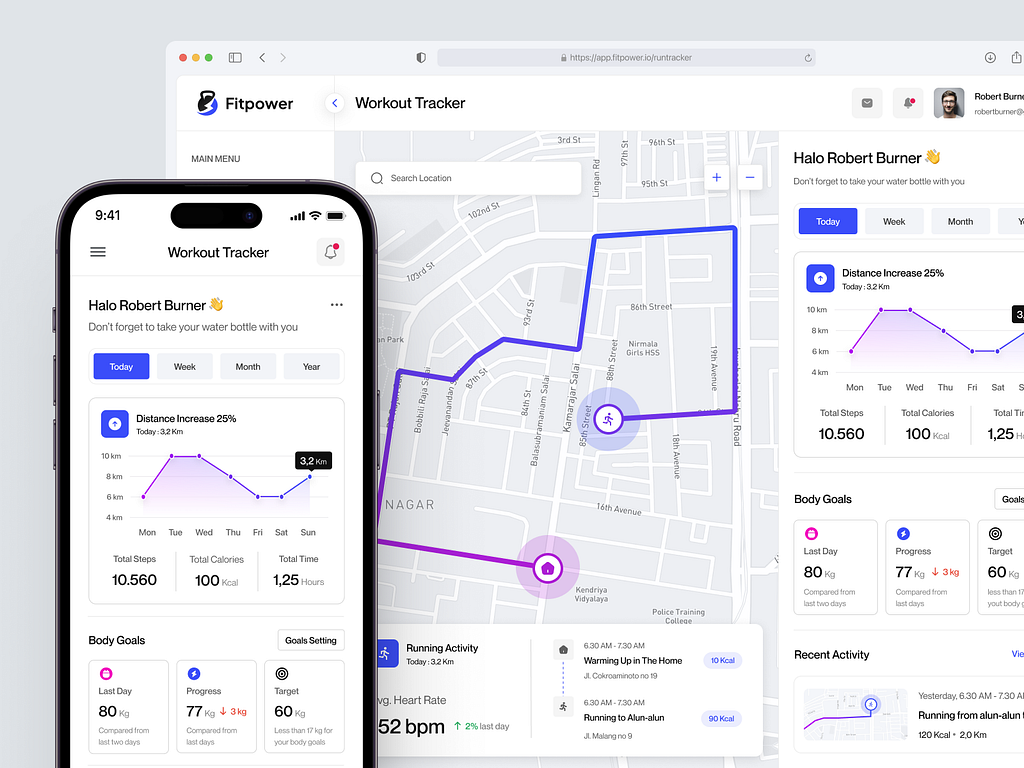 https://app.fitpower.io/runtracker
Fitpower
Workout Tracker
Robert Burne
robertburner@
MAIN MENU
Search Location
+
−
3rd St
97th St
96th St
Lingan Rd
95th St
102nd St
103rd St
93rd St
86th Street
Nirmala
Girls HSS
88th Street
19th Avenue
an Park
87th St
84th St
Bobbili Raja Salai
Jeevanandan
Balasubramaniam Salai
Kamarajar Salai
85th Street
18th Avenue
Road
NAGAR
16th Avenue
Kendriya
Vidyalaya
Police Training
College
Running Activity
Today : 3,2 Km
vg. Heart Rate
52 bpm
2% last day
6.30 AM - 7.30 AM
Warming Up in The Home
10 Kcal
Jl. Cokroaminoto no 19
6.30 AM - 7.30 AM
Running to Alun-alun
90 Kcal
Jl. Malang no 9
Halo Robert Burner 👋
Don't forget to take your water bottle with you
Today
Week
Month
Y
Distance Increase 25%
Today : 3,2 Km
3,
10 km
8 km
6 km
4 km
Mon Tue Wed Thu Fri Sat S
Total Steps
10.560
Total Calories
100 Kcal
Total Ti
1,25 H
Body Goals
Goals
Last Day
80 Kg
Compared from
last two days
Progress
77 Kg 3 kg
Compared from
last days
Target
60 Kg
less than 17
yout body g
Recent Activity
Vie
Yesterday, 6.30 AM - 7.30 A
Running from alun-alun t
120 Kcal • 2,0 Km
9:41
Workout Tracker
Halo Robert Burner 👋
Don't forget to take your water bottle with you
Today
Week
Month
Year
Distance Increase 25%
Today : 3,2 Km
3,2 Km
10 km
8 km
6 km
4 km
Mon Tue Wed Thu Fri Sat Sun
Total Steps
10.560
Total Calories
100 Kcal
Total Time
1,25 Hours
Body Goals
Goals Setting
Last Day
80 Kg
Compared from
last two days
Progress
77 Kg 3 kg
Compared from
last days
Target
60 Kg
Less than 17 kg for
your body goals